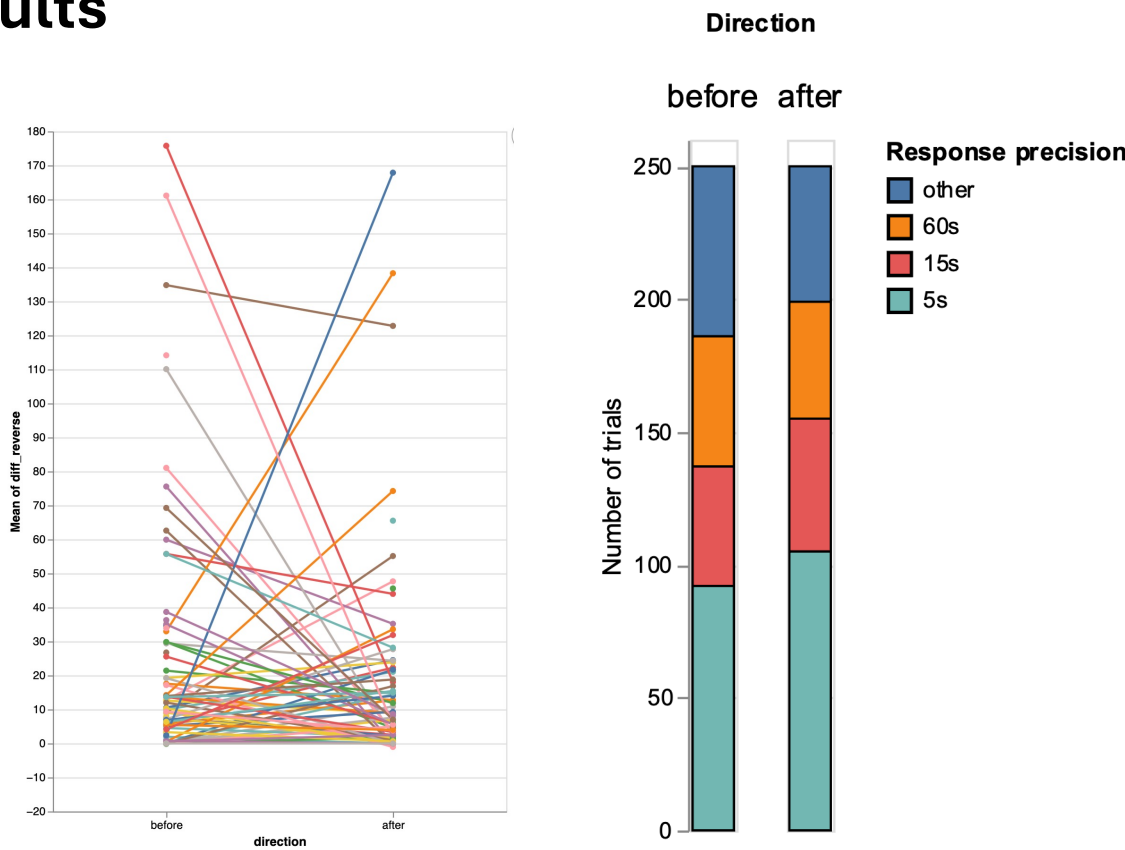 ults
180
170
160
150
140
130
120
110
100
90
80
70
60
50
40
30
20
10
0
−10
−20
Mean of diff_reverse
before after
direction
Direction
before after
250
200
150
100
50
0
Number of trials
Response precision
other
60s
15s
5s